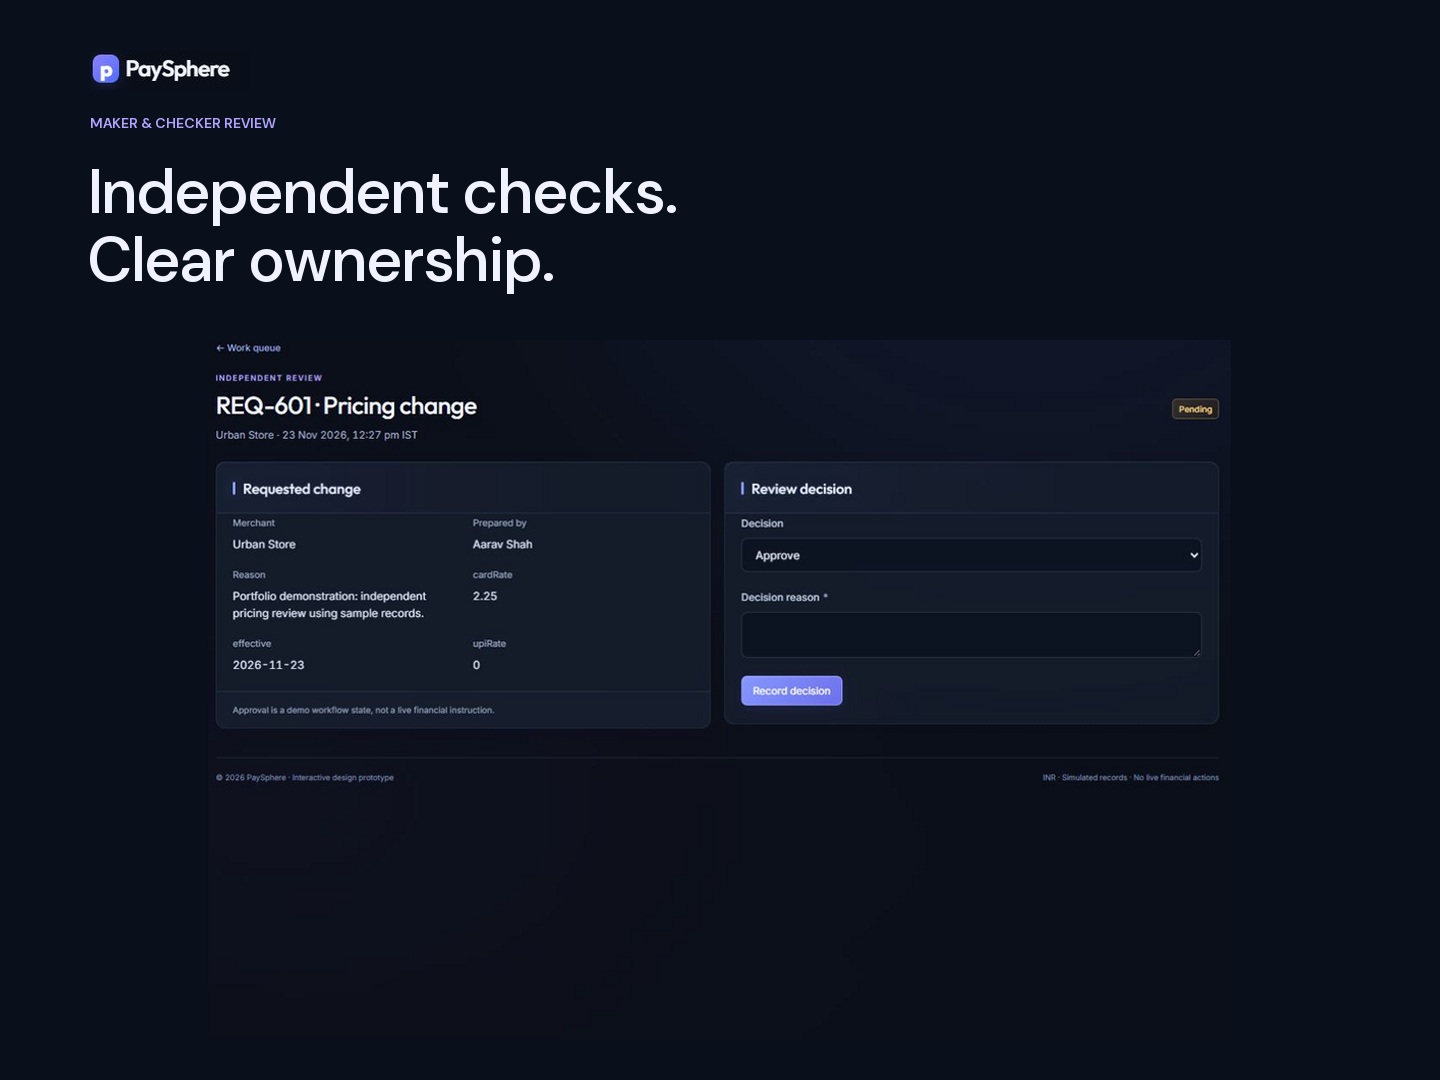 p PaySphere
MAKER & CHECKER REVIEW
Independent checks.
Clear ownership.
← Work queue
INDEPENDENT REVIEW
REQ-601 · Pricing change
Pending
Urban Store · 23 Nov 2026, 12:27 pm IST
Requested change
Merchant
Urban Store
Prepared by
Aarav Shah
Reason
Portfolio demonstration: independent
pricing review using sample records.
cardRate
2.25
effective
2026-11-23
upiRate
0
Approval is a demo workflow state, not a live financial instruction.
Review decision
Decision
Approve
Decision reason *
Record decision
© 2026 PaySphere · Interactive design prototype
INR · Simulated records · No live financial actions